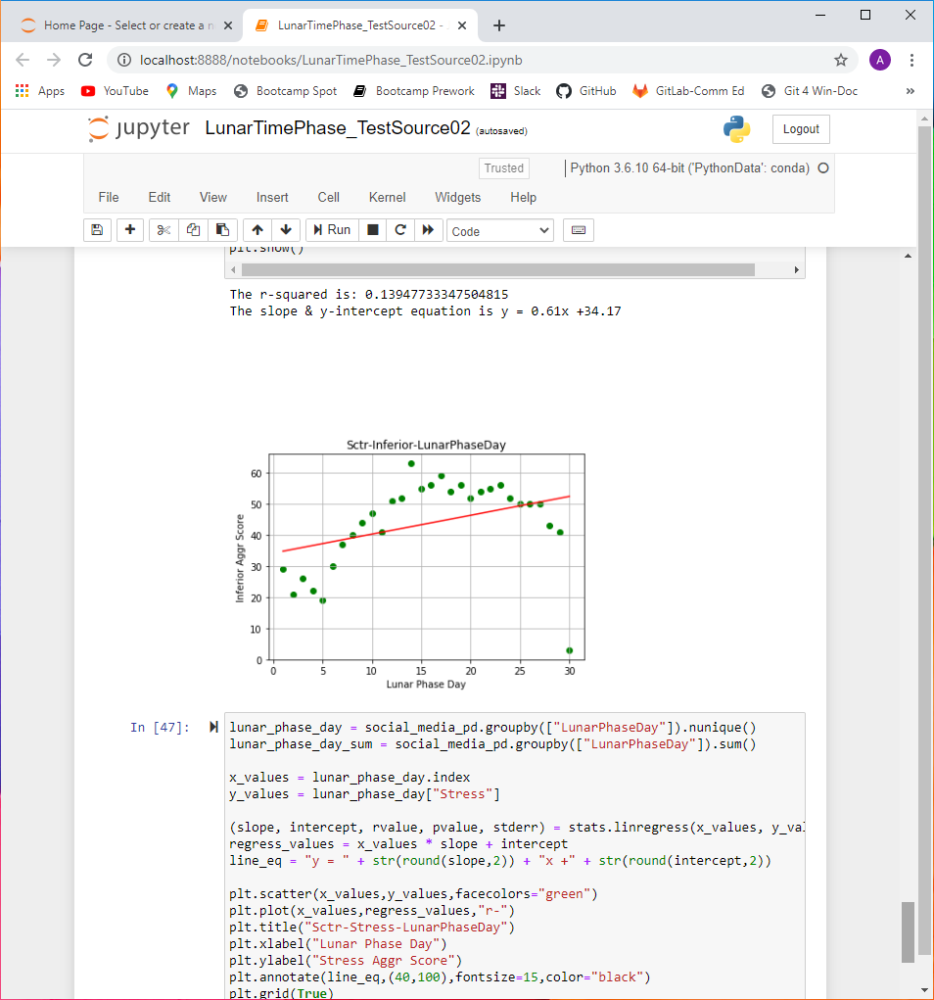 Home Page - Select or create a n
LunarTimePhase_TestSource02 -
localhost:8888/notebooks/LunarTimePhase_TestSource02.ipynb
A
Apps YouTube Maps Bootcamp Spot Bootcamp Prework Slack GitHub GitLab-Comm Ed Git 4 Win-Doc »
jupyter LunarTimePhase_TestSource02 (autosaved) Logout
Trusted Python 3.6.10 64-bit ('PythonData': conda)
File Edit View Insert Cell Kernel Widgets Help
Run Code
plt.show()
The r-squared is: 0.13947733347504815
The slope & y-intercept equation is y = 0.61x +34.17
Sctr-Inferior-LunarPhaseDay
60
50
40
30
20
10
0
Inferior Aggr Score
0 5 10 15 20 25 30
Lunar Phase Day
In [47]: lunar_phase_day = social_media_pd.groupby(["LunarPhaseDay"]).nunique()
lunar_phase_day_sum = social_media_pd.groupby(["LunarPhaseDay"]).sum()
x_values = lunar_phase_day.index
y_values = lunar_phase_day["Stress"]
(slope, intercept, rvalue, pvalue, stderr) = stats.linregress(x_values, y_val
regress_values = x_values * slope + intercept
line_eq = "y = " + str(round(slope,2)) + "x +" + str(round(intercept,2))
plt.scatter(x_values,y_values,facecolors="green")
plt.plot(x_values,regress_values,"r-")
plt.title("Sctr-Stress-LunarPhaseDay")
plt.xlabel("Lunar Phase Day")
plt.ylabel("Stress Aggr Score")
plt.annotate(line_eq,(40,100),fontsize=15,color="black")
plt.grid(True)